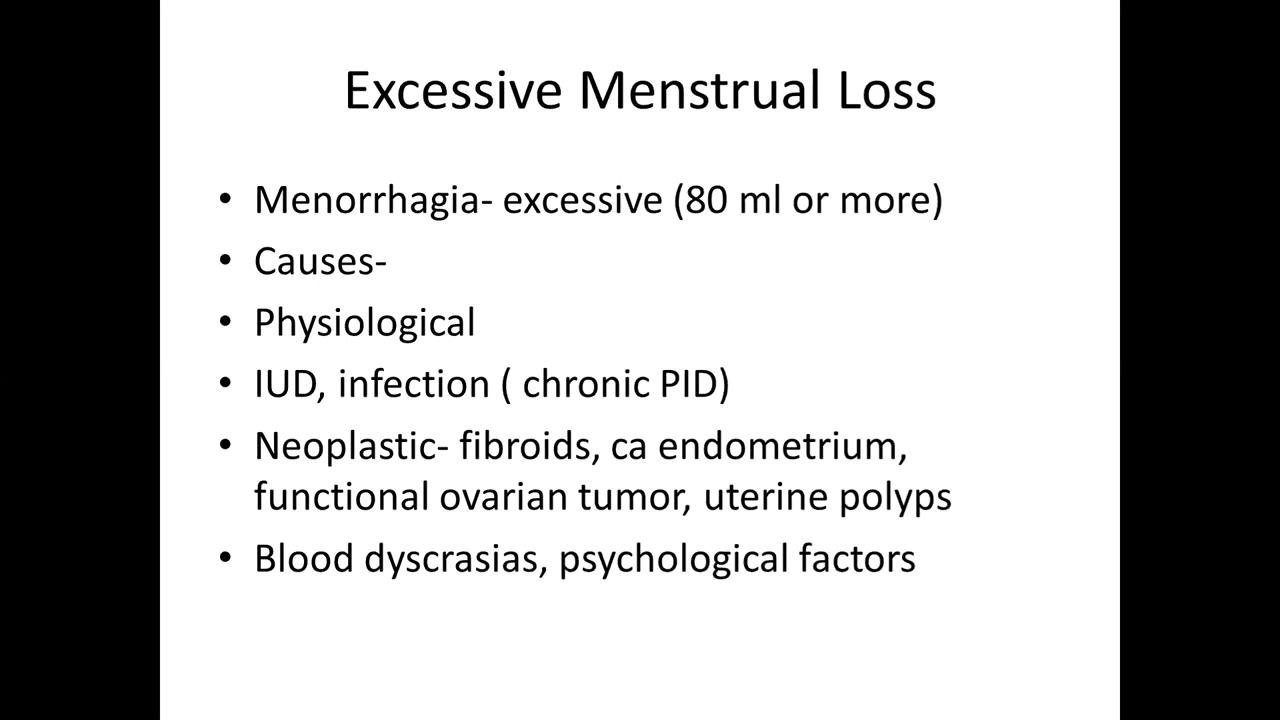 Excessive Menstrual Loss
• Menorrhagia- excessive (80 ml or more)
• Causes-
• Physiological
• IUD, infection ( chronic PID)
• Neoplastic- fibroids, ca endometrium,
functional ovarian tumor, uterine polyps
• Blood dyscrasias, psychological factors